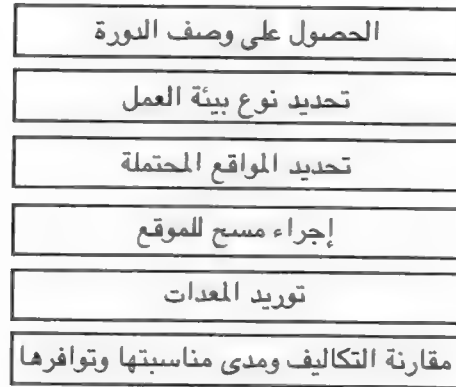 الحصول على وصف الدورة
تحديد نوع بيئة العمل
تحديد المواقع المحتملة
إجراء مسح للموقع
توريد المعدات
مقارنة التكاليف ومدى مناسبتها وتوافرها